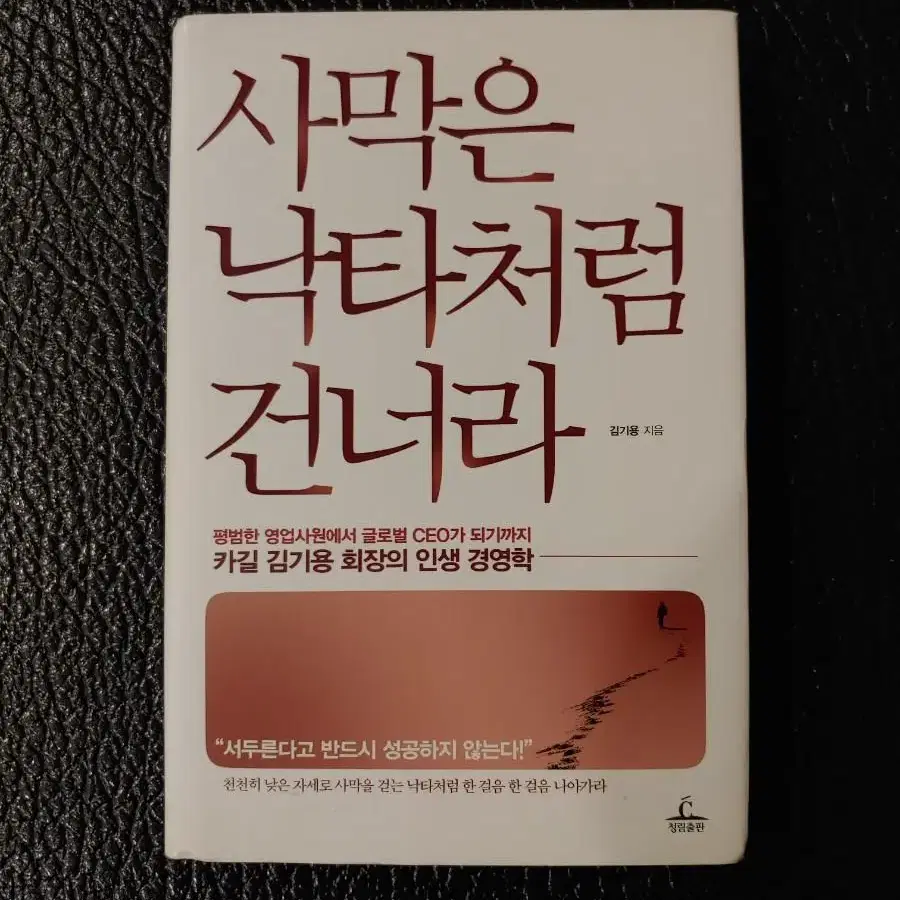 사막은
낙타처럼
건너라
김기용 지음
평범한 영업사원에서 글로벌 CEO가 되기까지
카길 김기용 회장의 인생 경영학
“서두른다고 반드시 성공하지 않는다!”
천천히 낮은 자세로 사막을 걷는 낙타처럼 한 걸음 한 걸음 나아가라
C
청림출판